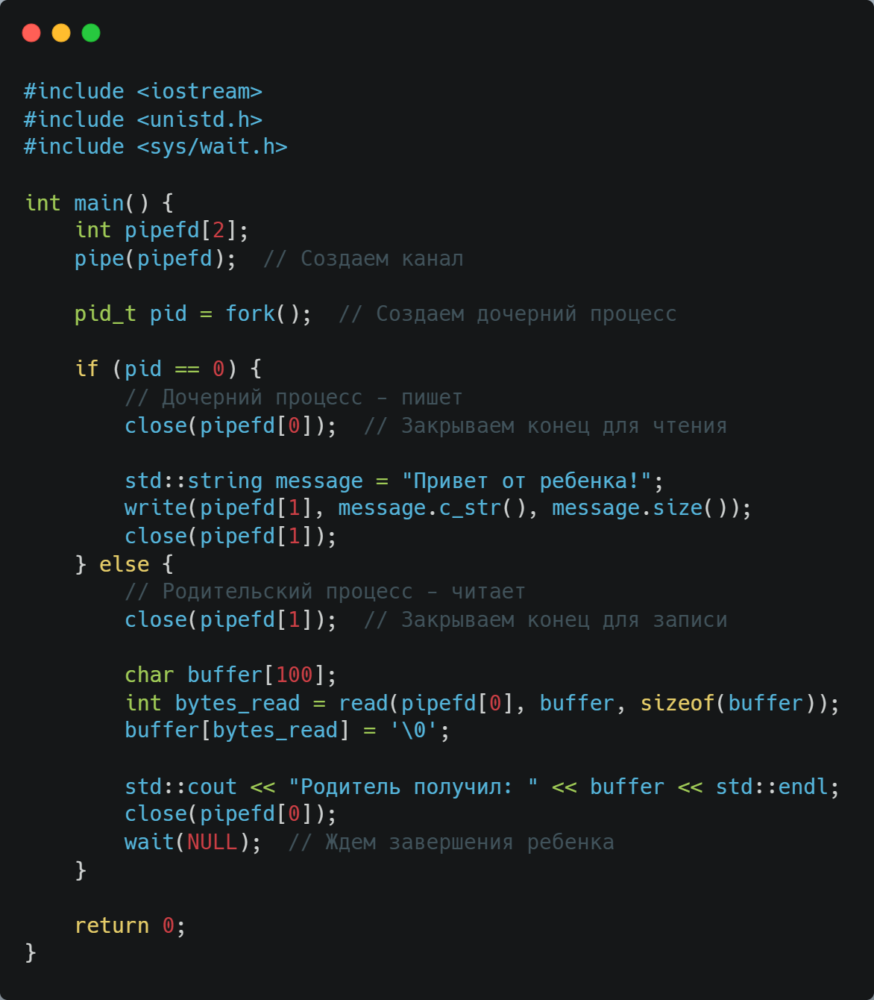 #include <iostream>
#include <unistd.h>
#include <sys/wait.h>

int main() {
    int pipefd[2];
    pipe(pipefd);  // Создаем канал

    pid_t pid = fork();  // Создаем дочерний процесс

    if (pid == 0) {
        // Дочерний процесс - пишет
        close(pipefd[0]);  // Закрываем конец для чтения

        std::string message = "Привет от ребенка!";
        write(pipefd[1], message.c_str(), message.size());
        close(pipefd[1]);
    } else {
        // Родительский процесс - читает
        close(pipefd[1]);  // Закрываем конец для записи

        char buffer[100];
        int bytes_read = read(pipefd[0], buffer, sizeof(buffer));
        buffer[bytes_read] = '\0';

        std::cout << "Родитель получил: " << buffer << std::endl;
        close(pipefd[0]);
        wait(NULL);  // Ждем завершения ребенка
    }

    return 0;
}